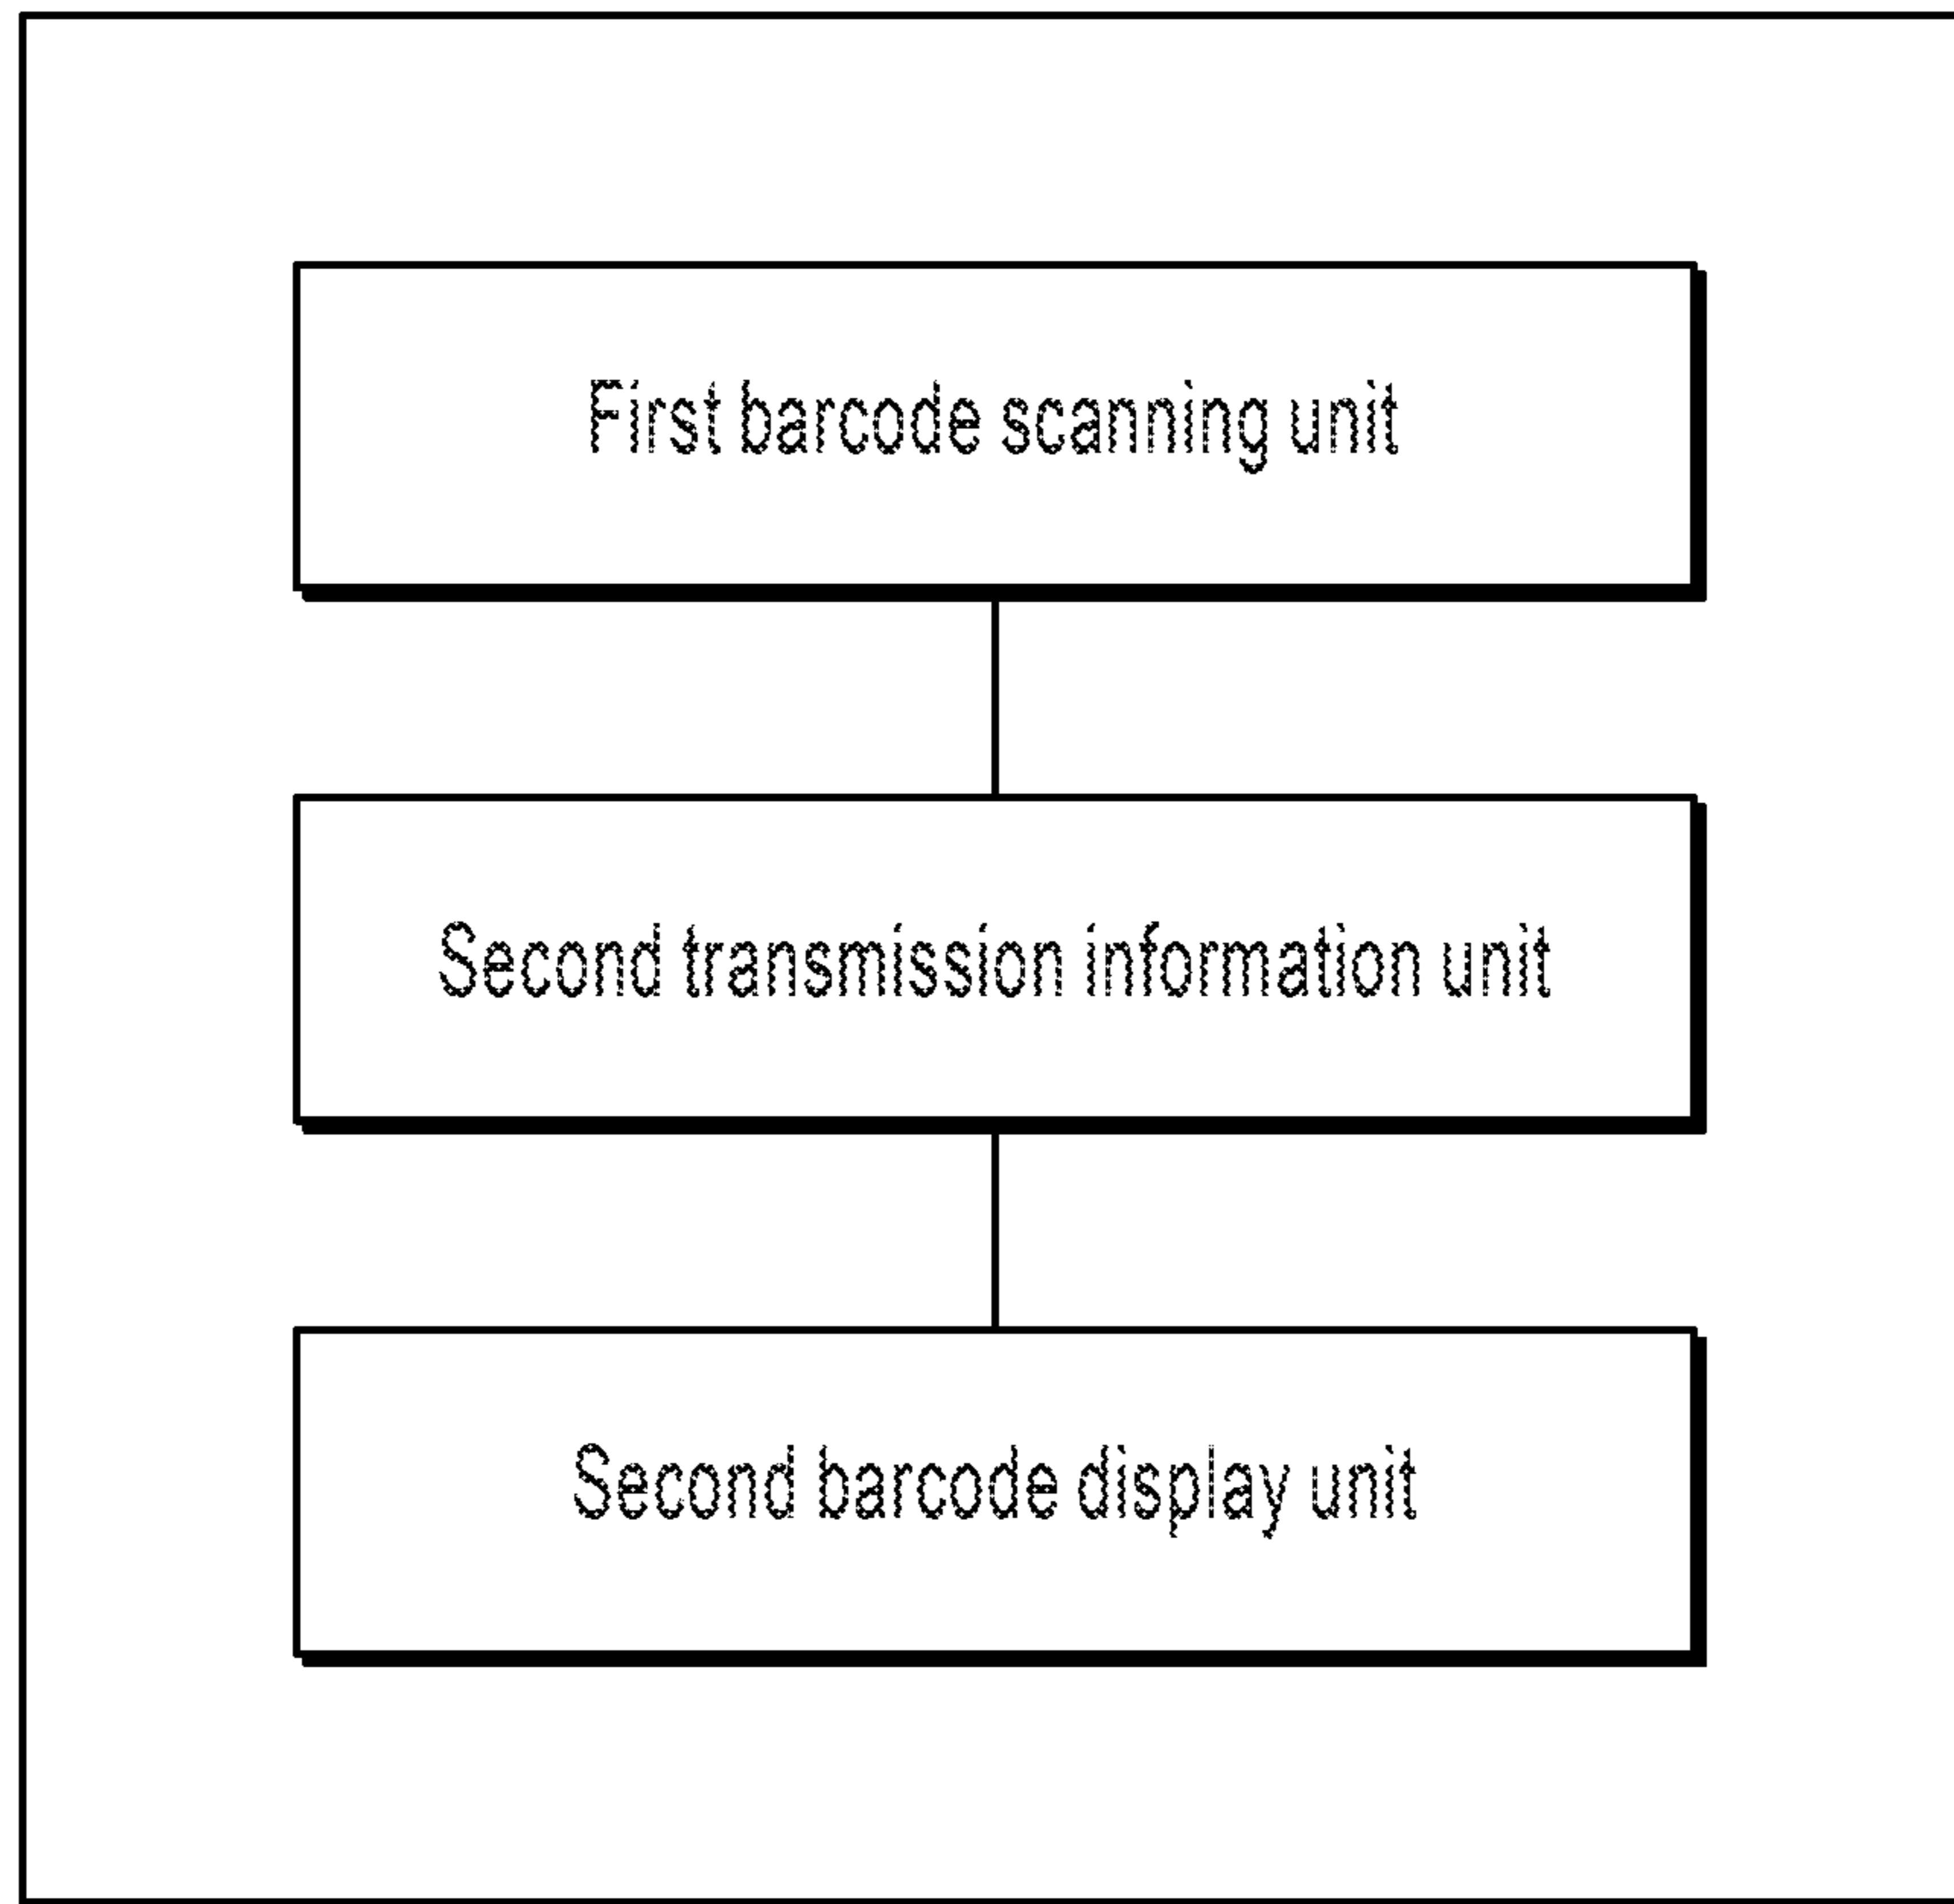 First barcode scanning unit
Second transmission information unit
Second barcode display unit